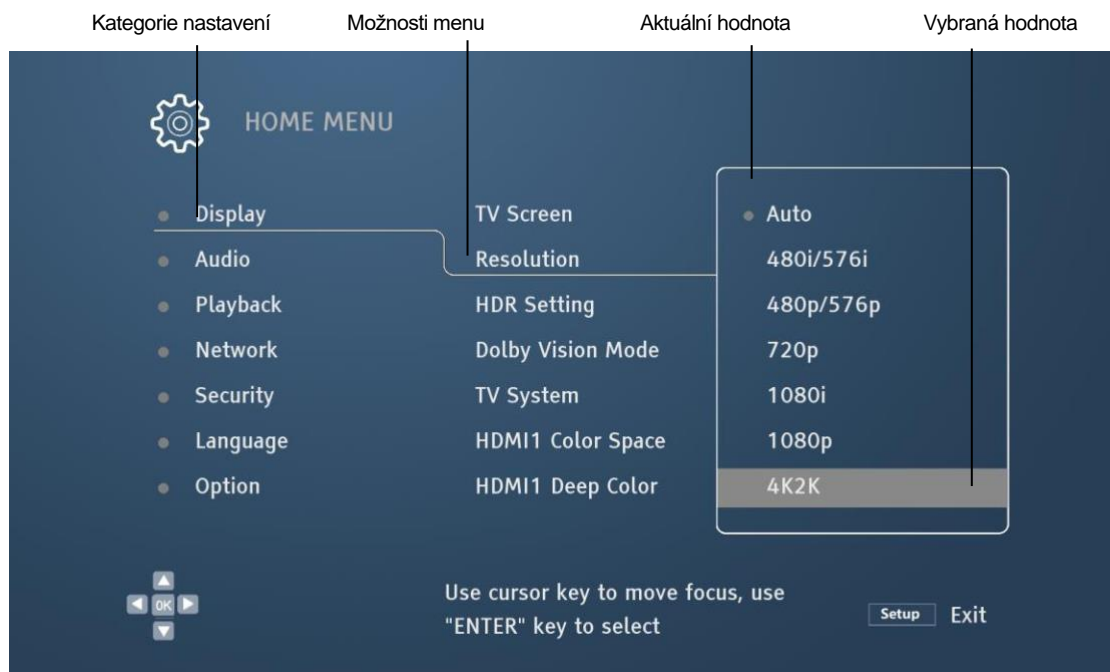 Kategorie nastavení
Možnosti menu
Aktuální hodnota
Vybraná hodnota
HOME MENU
Display
Audio
Playback
Network
Security
Language
Option
TV Screen
Resolution
HDR Setting
Dolby Vision Mode
TV System
HDMI1 Color Space
HDMI1 Deep Color
Auto
480i/576i
480p/576p
720p
1080i
1080p
4K2K
OK
Use cursor key to move focus, use
"ENTER" key to select
Setup Exit